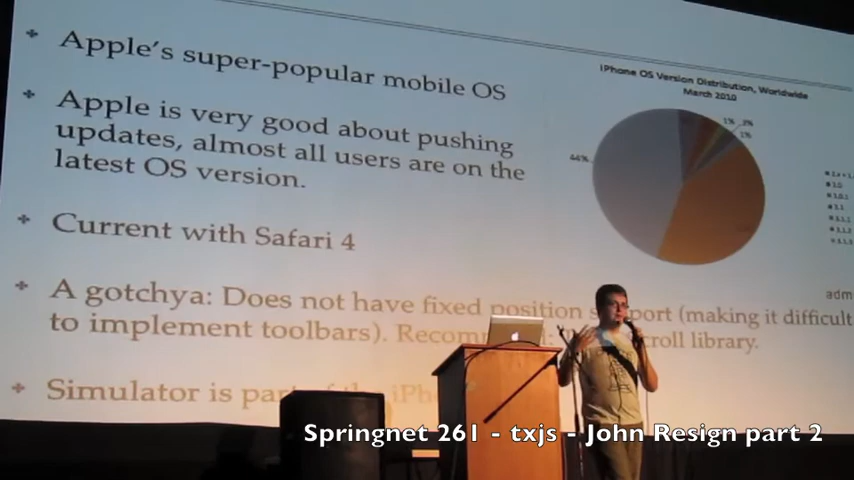 Apple's super-popular mobile OS
Apple is very good about pushing
updates, almost all users are on the
latest OS version.
Current with Safari 4
A gotchya: Does not have fixed position support (making it difficult
to implement toolbars). scroll library.
Simulator is part of the iPh
iPhone OS Version Distribution, Worldwide
March 2010
1%
1%
44%
adm
Springnet 261 - txjs - John Resign part 2